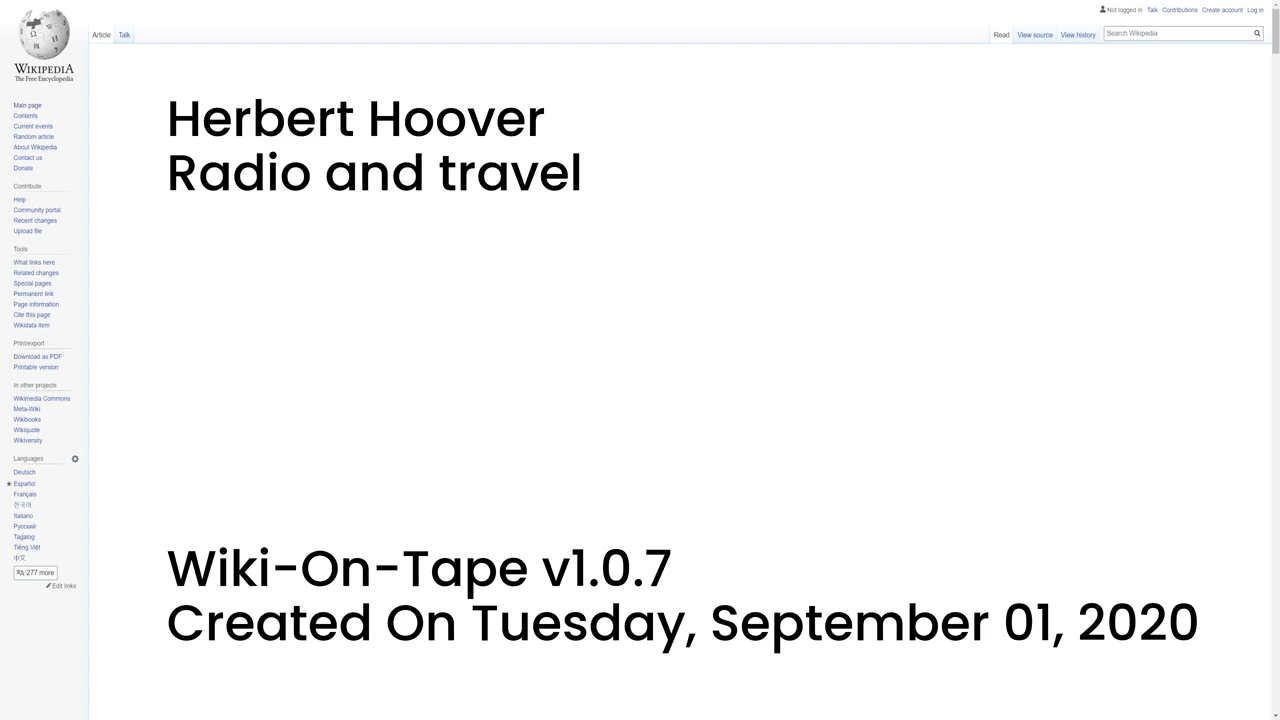 Not logged in Talk Contributions Create account Log in
Article Talk Read View source View history Search Wikipedia
WIKIPEDIA
The Free Encyclopedia
Main page
Contents
Current events
Random article
About Wikipedia
Contact us
Donate
Contribute
Help
Community portal
Recent changes
Upload file
Tools
What links here
Related changes
Special pages
Permanent link
Page information
Cite this page
Wikidata item
Print/export
Download as PDF
Printable version
In other projects
Wikimedia Commons
Meta-Wiki
Wikibooks
Wikiquote
Wikiversity
Languages
Deutsch
Español
Français
한국어
Italiano
Русский
Tagalog
Tiếng Việt
中文
277 more
Edit links
Herbert Hoover
Radio and travel
Wiki-On-Tape v1.0.7
Created On Tuesday, September 01, 2020